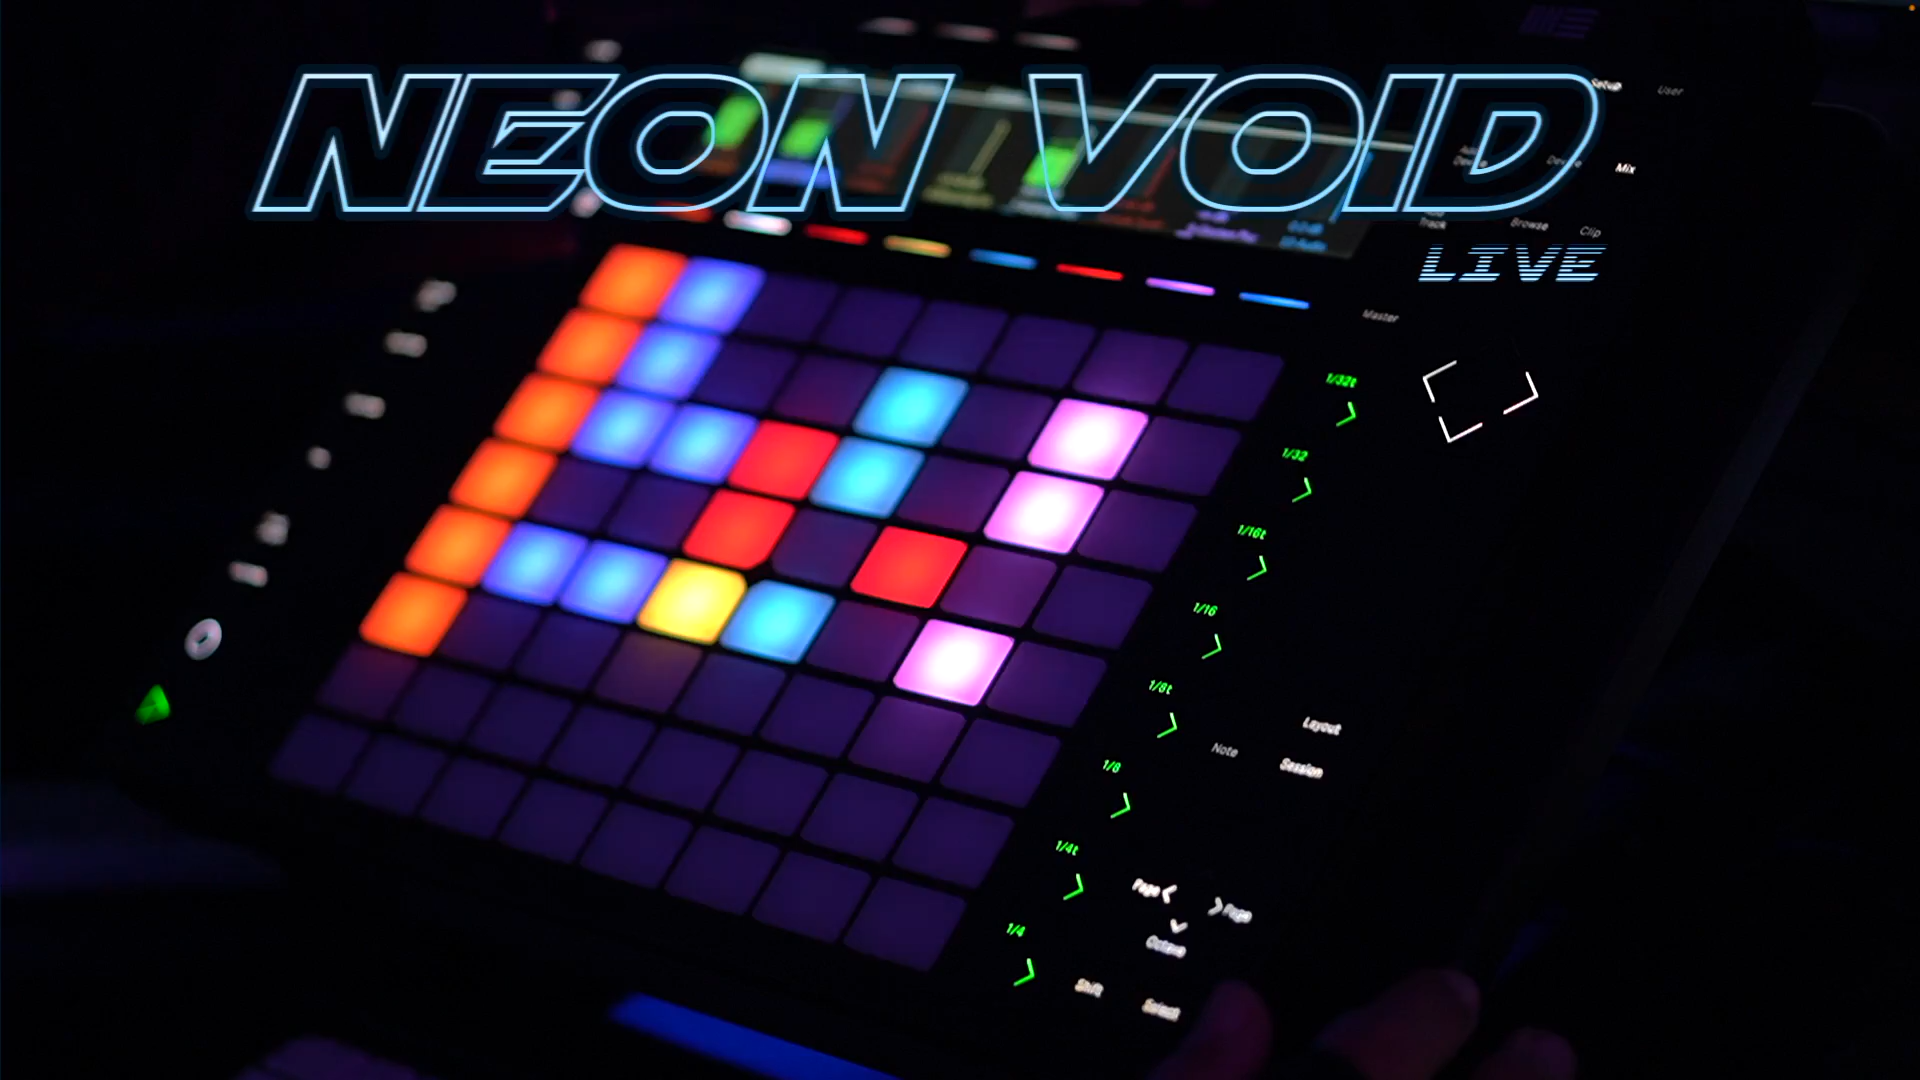 NEON VOID
LIVE
Setup User
Mix
Browse Clip
Master
1/32t
1/32
1/16t
1/16
1/8t
1/8
1/4t
1/4
Layout
Note
Session
Page
Page
Octave
Shift
Select